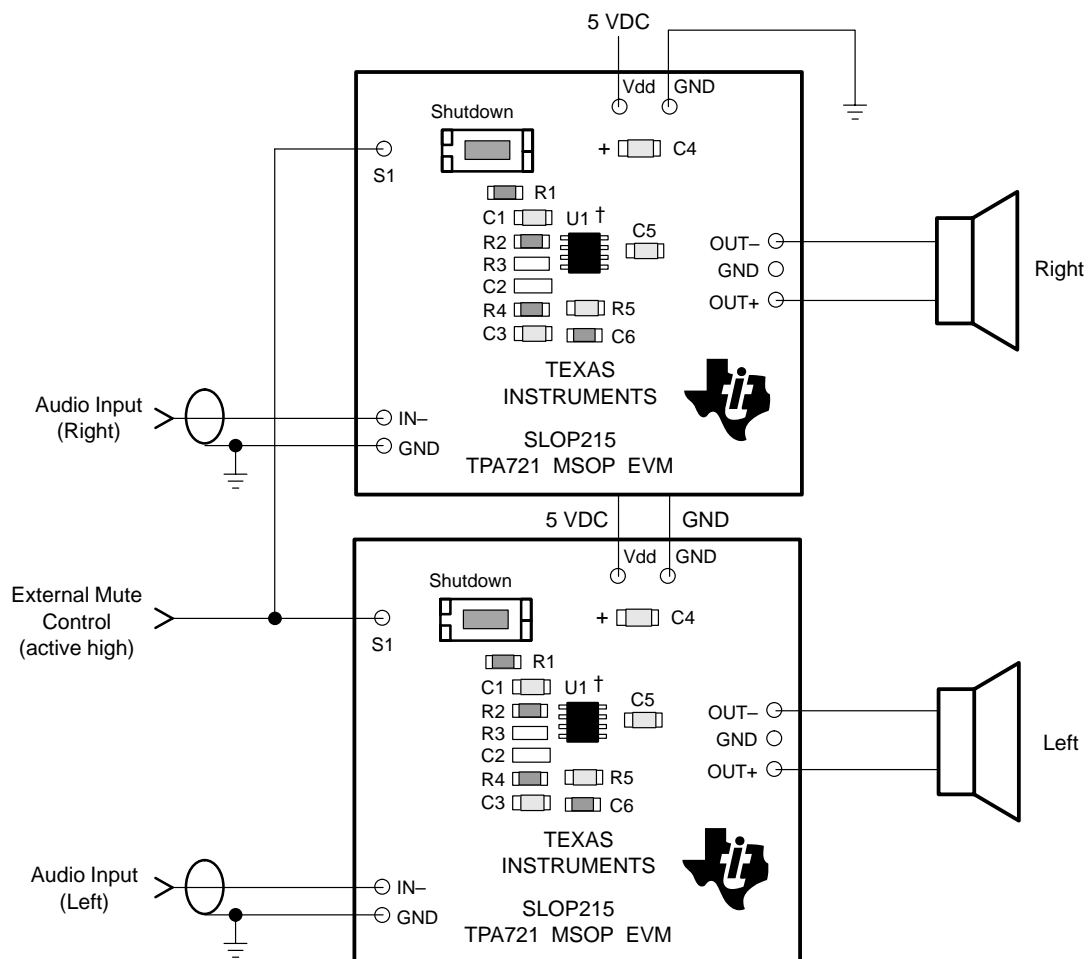 5 VDC
Vdd GND
Shutdown
+ C4
S1
R1
C1 U1 †
C5
R2
OUT–
R3
GND
Right
C2
OUT+
R4 R5
C3 C6
TEXAS
INSTRUMENTS
Audio Input
(Right)
IN–
GND
SLOP215
TPA721 MSOP EVM
5 VDC GND
Vdd GND
Shutdown
External Mute
Control
(active high)
+ C4
S1
R1
C1 U1 †
C5
R2
OUT–
R3
GND
Left
C2
OUT+
R4 R5
C3 C6
TEXAS
INSTRUMENTS
Audio Input
(Left)
IN–
GND
SLOP215
TPA721 MSOP EVM